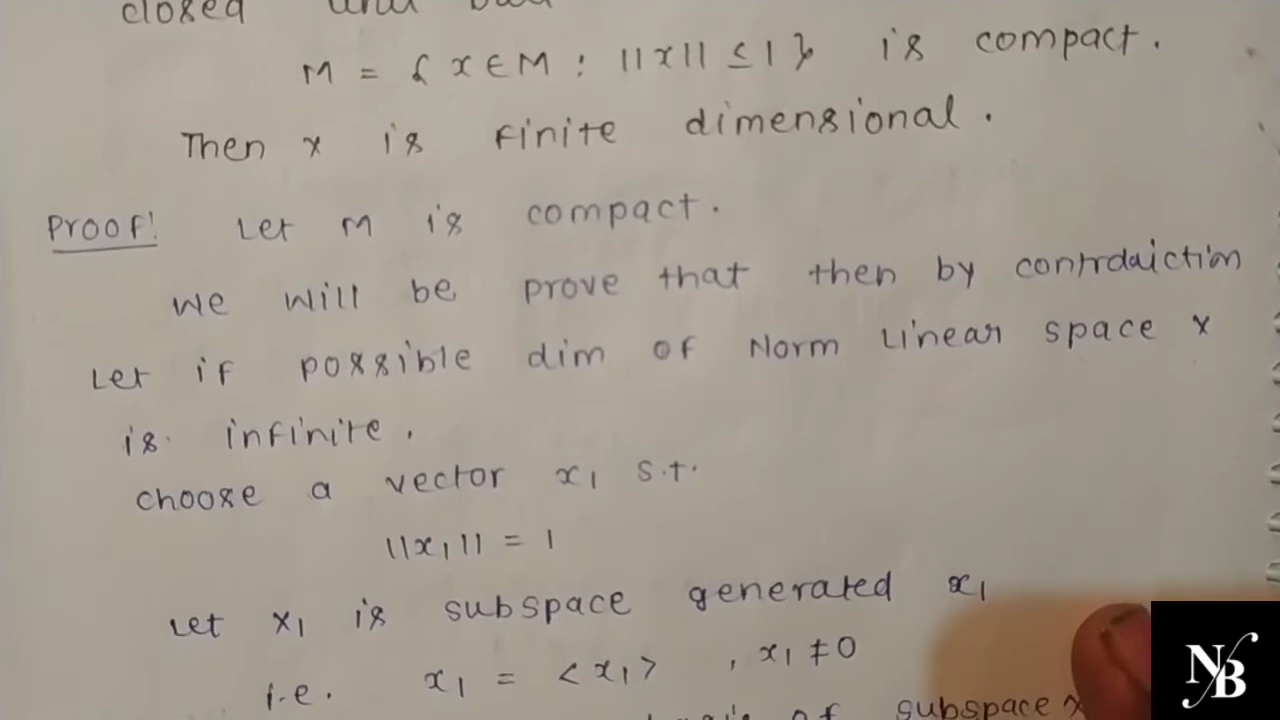 closed and
M = { x ∈ M : ||x|| ≤ 1 } is compact.
Then x is finite dimensional.
Proof! Let M is compact.
We will be prove that then by contrdaiction
Let if possible dim of Norm Linear space x
is infinite.
choose a vector x₁ s.t.
||x₁|| = 1
Let x₁ is subspace generated x₁
i.e. x₁ = <x₁> , x₁ ≠ 0
of subspace x
NB